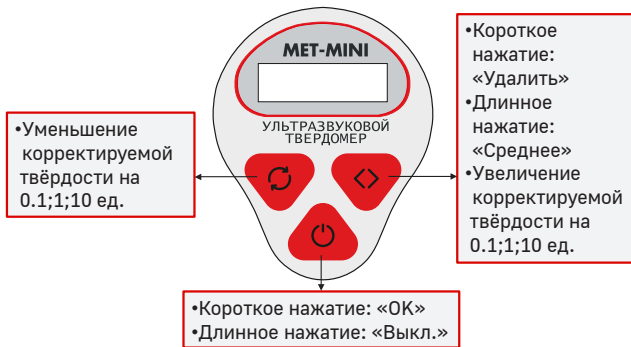 MET-MINI
УЛЬТРАЗВУКОВОЙ
ТВЕРДОМЕР
•Уменьшение
корректируемой
твёрдости на
0.1;1;10 ед.
•Короткое
нажатие:
«Удалить»
•Длинное
нажатие:
«Среднее»
•Увеличение
корректируемой
твёрдости на
0.1;1;10 ед.
•Короткое нажатие: «ОК»
•Длинное нажатие: «Выкл.»